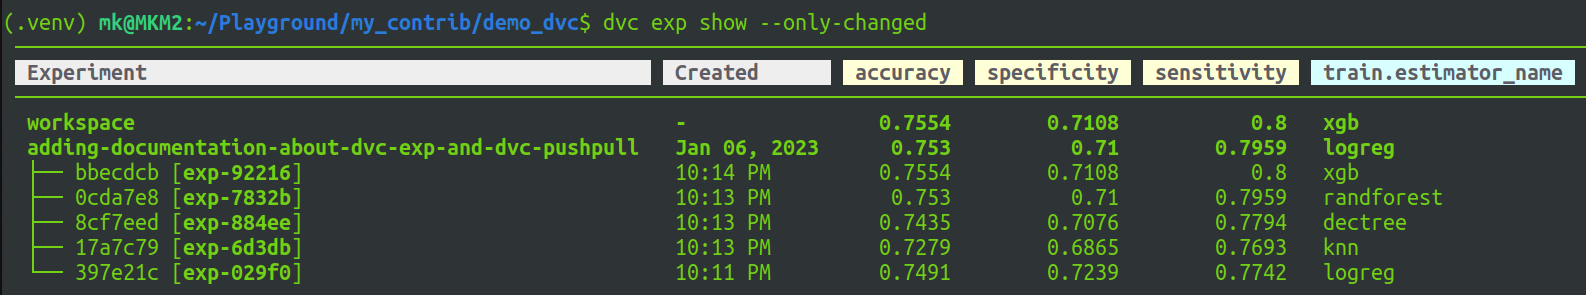 (.venv) mk@MKM2:~/Playground/my_contrib/demo_dvc$ dvc exp show --only-changed
Experiment Created accuracy specificity sensitivity train.estimator_name
workspace - 0.7554 0.7108 0.8 xgb
adding-documentation-about-dvc-exp-and-dvc-pushpull Jan 06, 2023 0.753 0.71 0.7959 logreg
├── bbecdcb [exp-92216] 10:14 PM 0.7554 0.7108 0.8 xgb
├── 0cda7e8 [exp-7832b] 10:13 PM 0.753 0.71 0.7959 randforest
├── 8cf7eed [exp-884ee] 10:13 PM 0.7435 0.7076 0.7794 dectree
├── 17a7c79 [exp-6d3db] 10:13 PM 0.7279 0.6865 0.7693 knn
└── 397e21c [exp-029f0] 10:11 PM 0.7491 0.7239 0.7742 logreg